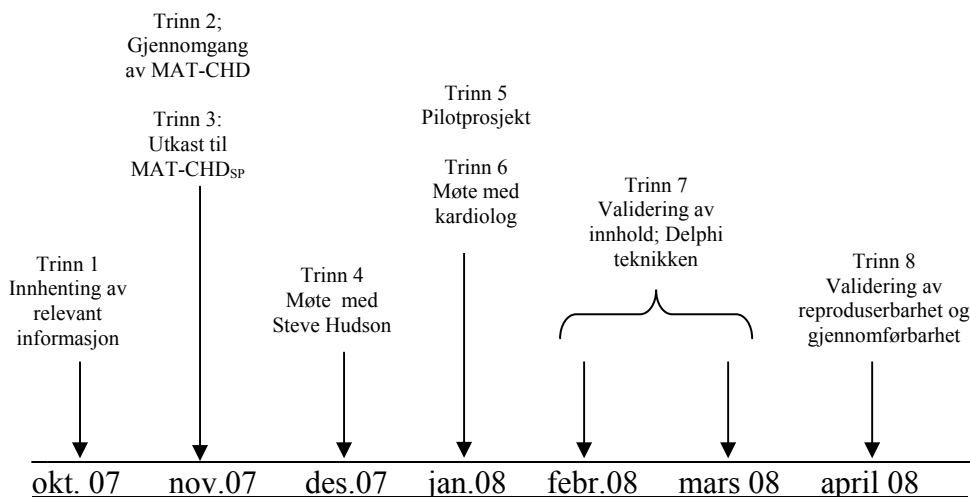 Trinn 1
Innhenting av
relevant
informasjon
Trinn 2;
Gjennomgang
av MAT-CHD
Trinn 3:
Utkast til
MAT-CHDSP
Trinn 4
Møte med
Steve Hudson
Trinn 5
Pilotprosjekt
Trinn 6
Møte med
kardiolog
Trinn 7
Validering av
innhold; Delphi
teknikken
Trinn 8
Validering av
reproduserbarhet og
gjennomførbarhet
okt. 07 nov.07 des.07 jan.08 febr.08 mars 08 april 08